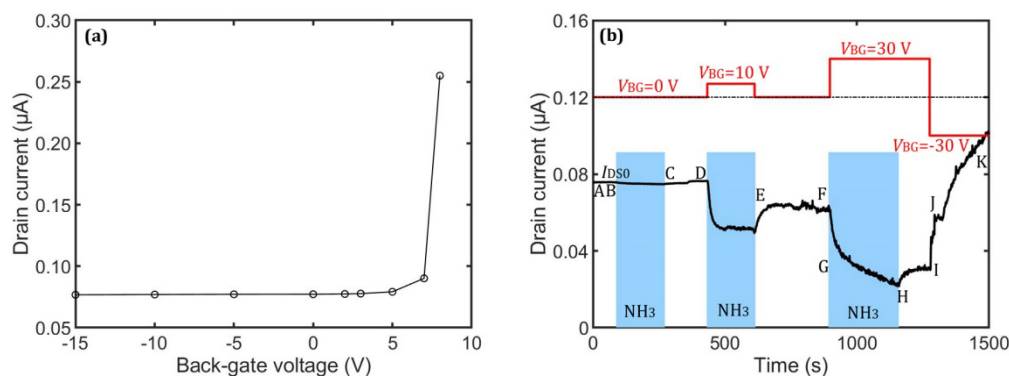 (a)
0.30
0.25
0.20
0.15
0.10
0.05
Drain current (µA)
-15 -10 -5 0 5 10
Back-gate voltage (V)
(b)
0.16
0.12
0.08
0.04
0
Drain current (µA)
VBG=0 V
VBG=10 V
VBG=30 V
VBG=-30 V
IDS0
A B C D E F G H I J K
NH3 NH3 NH3
0 500 1000 1500
Time (s)